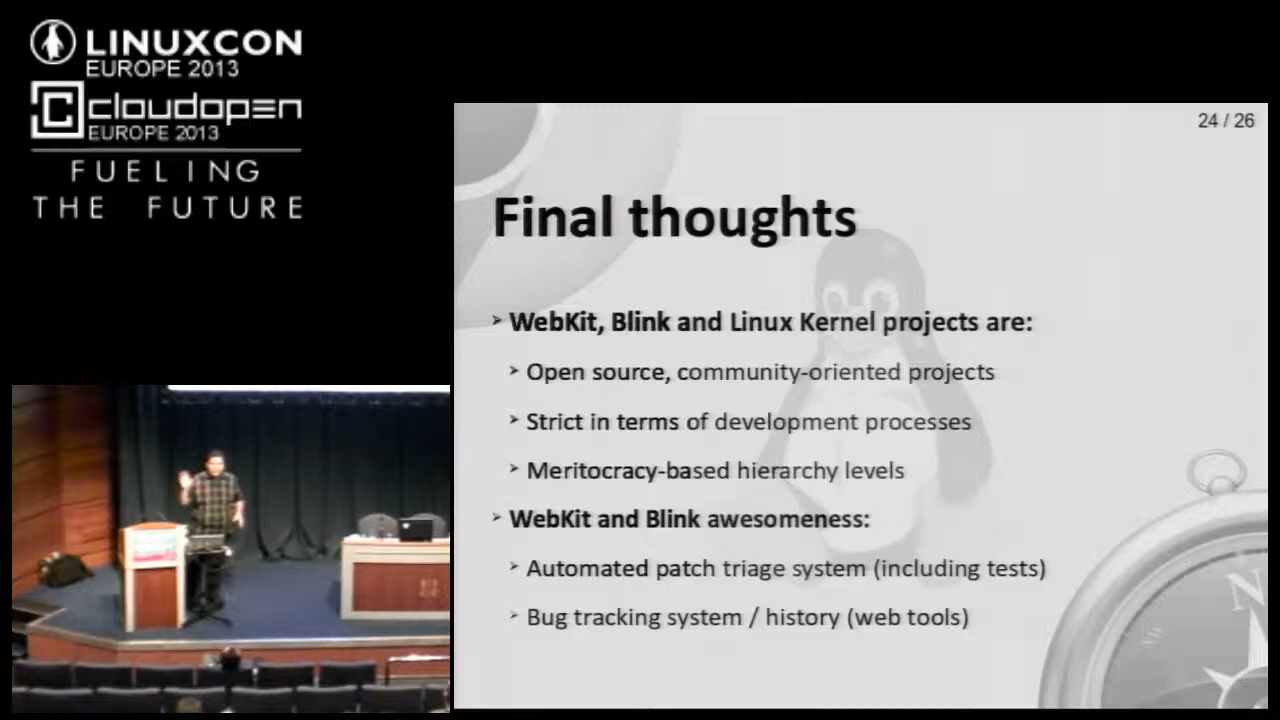 LINUXCON
EUROPE 2013
cloudopen
EUROPE 2013
FUELING
THE FUTURE
24 / 26
Final thoughts
WebKit, Blink and Linux Kernel projects are:
Open source, community-oriented projects
Strict in terms of development processes
Meritocracy-based hierarchy levels
WebKit and Blink awesomeness:
Automated patch triage system (including tests)
Bug tracking system / history (web tools)